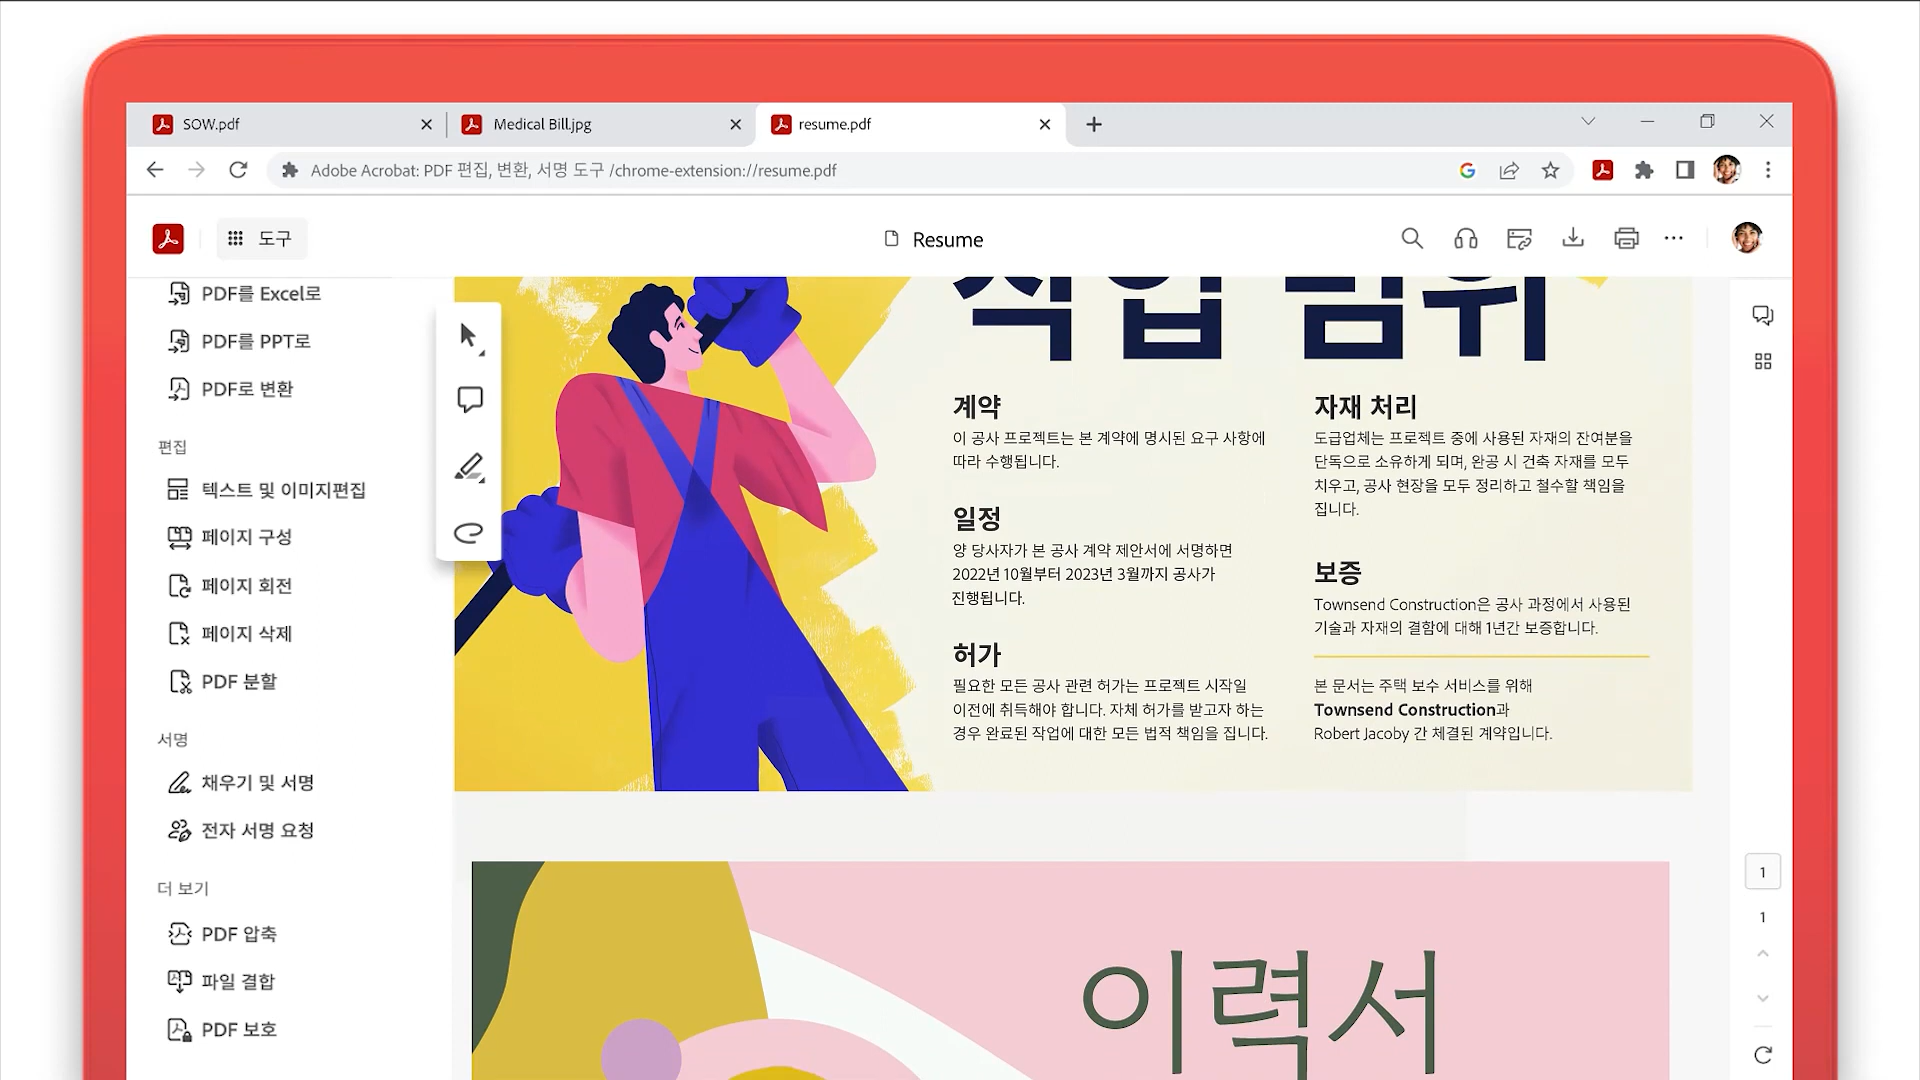 SOW.pdf
Medical Bill.jpg
resume.pdf
Adobe Acrobat: PDF 편집, 변환, 서명 도구 /chrome-extension://resume.pdf
도구
Resume
PDF를 Excel로
PDF를 PPT로
PDF로 변환
편집
텍스트 및 이미지편집
페이지 구성
페이지 회전
페이지 삭제
PDF 분할
서명
채우기 및 서명
전자 서명 요청
더 보기
PDF 압축
파일 결합
PDF 보호
작업 범위
계약
이 공사 프로젝트는 본 계약에 명시된 요구 사항에
따라 수행됩니다.
일정
양 당사자가 본 공사 계약 제안서에 서명하면
2022년 10월부터 2023년 3월까지 공사가
진행됩니다.
허가
필요한 모든 공사 관련 허가는 프로젝트 시작일
이전에 취득해야 합니다. 자체 허가를 받고자 하는
경우 완료된 작업에 대한 모든 법적 책임을 집니다.
자재 처리
도급업체는 프로젝트 중에 사용된 자재의 잔여분을
단독으로 소유하게 되며, 완공 시 건축 자재를 모두
치우고, 공사 현장을 모두 정리하고 철수할 책임을
집니다.
보증
Townsend Construction은 공사 과정에서 사용된
기술과 자재의 결함에 대해 1년간 보증합니다.
본 문서는 주택 보수 서비스를 위해
Townsend Construction과
Robert Jacoby 간 체결된 계약입니다.
이력서
1
1